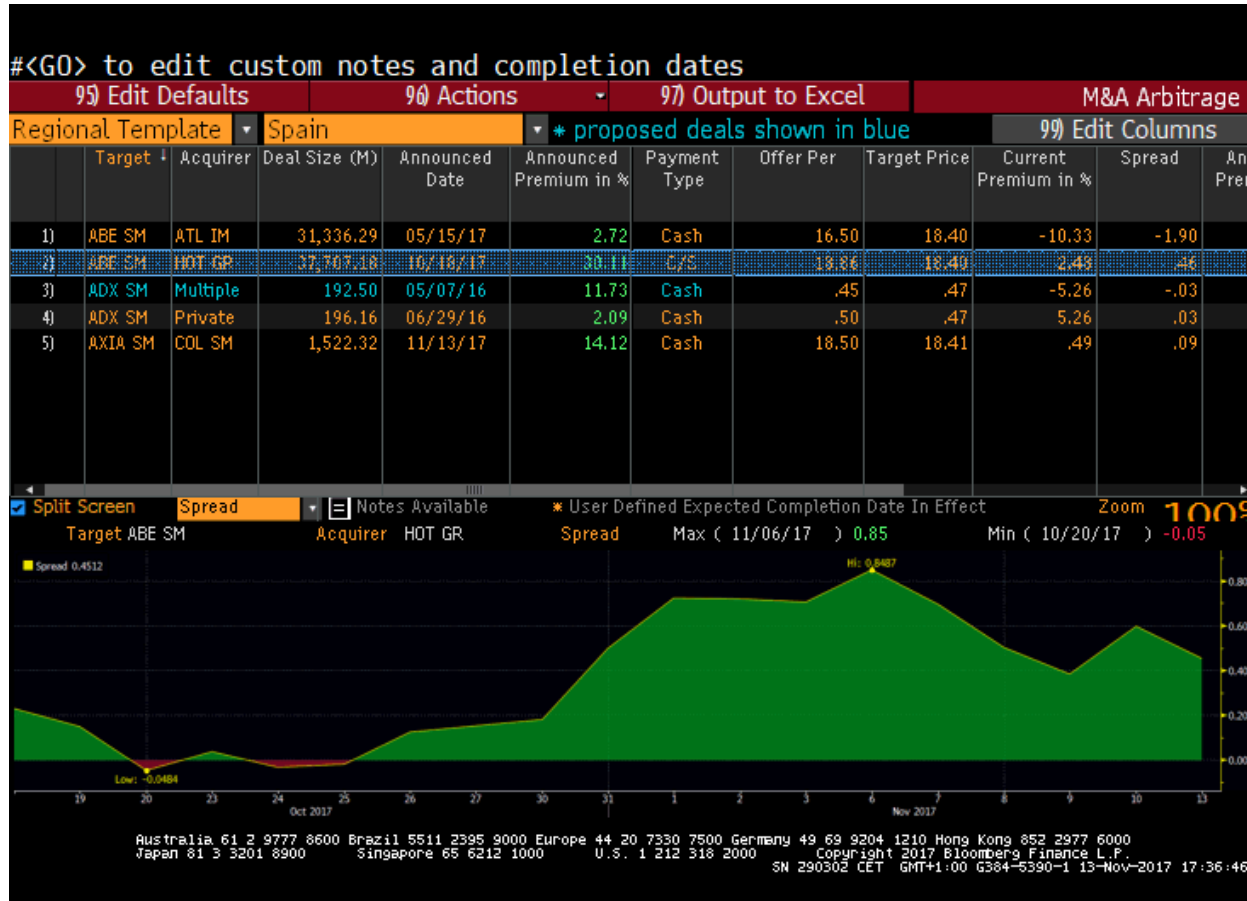 #<GO> to edit custom notes and completion dates
95) Edit Defaults 96) Actions 97) Output to Excel M&A Arbitrage
Regional Template Spain * proposed deals shown in blue 99) Edit Columns
Target Acquirer Deal Size (M) Announced Date Announced Premium in % Payment Type Offer Per Target Price Current Premium in % Spread
1) ABE SM ATL IM 31,336.29 05/15/17 2.72 Cash 16.50 18.40 -10.33 -1.90
2) ABE SM HOT GR 37,707.18 10/18/17 30.11 C/S 18.86 18.40 .46
3) ADX SM Multiple 192.50 05/07/16 11.73 Cash .45 .47 -5.26 -.03
4) ADX SM Private 196.16 06/29/16 2.09 Cash .50 .47 5.26 .03
5) AXIA SM COL SM 1,522.32 11/13/17 14.12 Cash 18.50 18.41 .49 .09
Split Screen Spread Notes Available * User Defined Expected Completion Date In Effect Zoom
Target ABE SM Acquirer HOT GR Spread Max ( 11/06/17 ) 0.85 Min ( 10/20/17 ) -0.05
Spread 0.4512
Hi: 0.8487
0.80
0.60
0.40
0.20
0.00
Low: -0.0484
19 20 23 24 25 26 27 30 31 1 2 3 6 7 8 9 10 13
Oct 2017 Nov 2017
Australia 61 2 9777 8600 Brazil 5511 2395 9000 Europe 44 20 7330 7500 Germany 49 69 9204 1210 Hong Kong 852 2977 6000
Japan 81 3 3201 8900 Singapore 65 6212 1000 U.S. 1 212 318 2000 Copyright 2017 Bloomberg Finance L.P.
SN 290302 CET GMT+1:00 G384-5390-1 13-Nov-2017 17:36:46